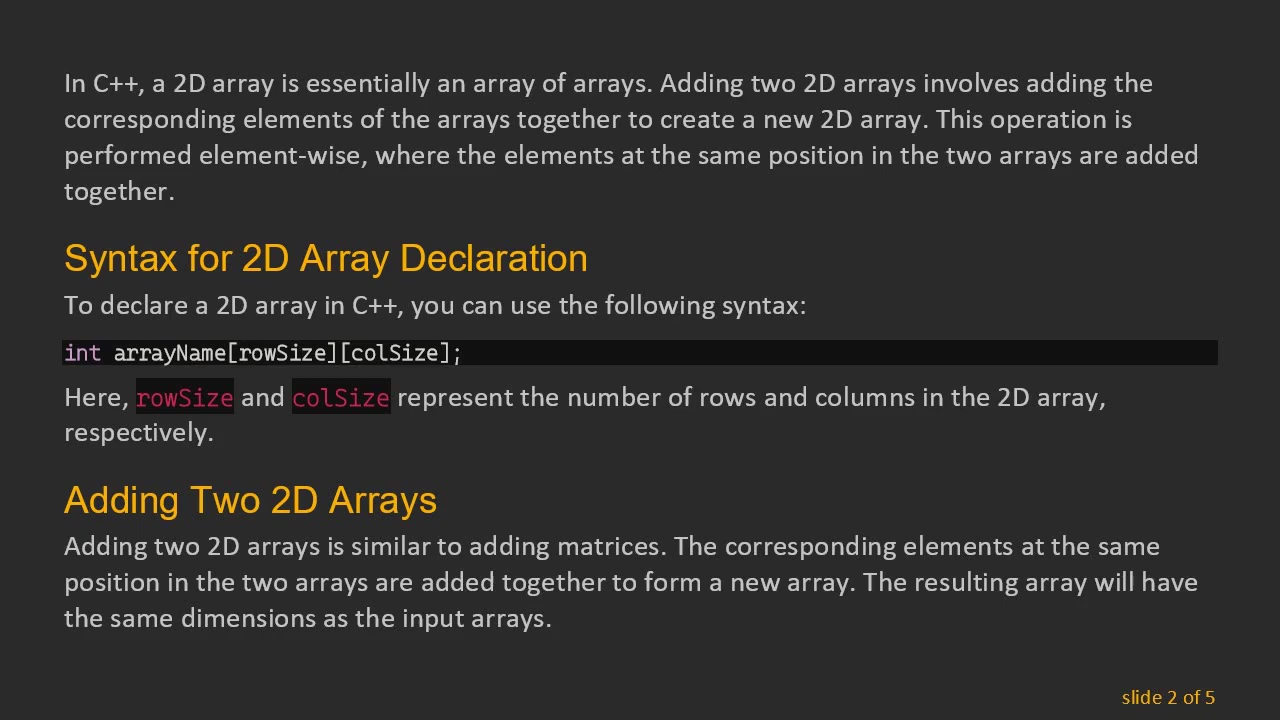 In C++, a 2D array is essentially an array of arrays. Adding two 2D arrays involves adding the
corresponding elements of the arrays together to create a new 2D array. This operation is
performed element-wise, where the elements at the same position in the two arrays are added
together.
Syntax for 2D Array Declaration
To declare a 2D array in C++, you can use the following syntax:
int arrayName[rowSize][colSize];
Here, rowSize and colSize represent the number of rows and columns in the 2D array,
respectively.
Adding Two 2D Arrays
Adding two 2D arrays is similar to adding matrices. The corresponding elements at the same
position in the two arrays are added together to form a new array. The resulting array will have
the same dimensions as the input arrays.
slide 2 of 5